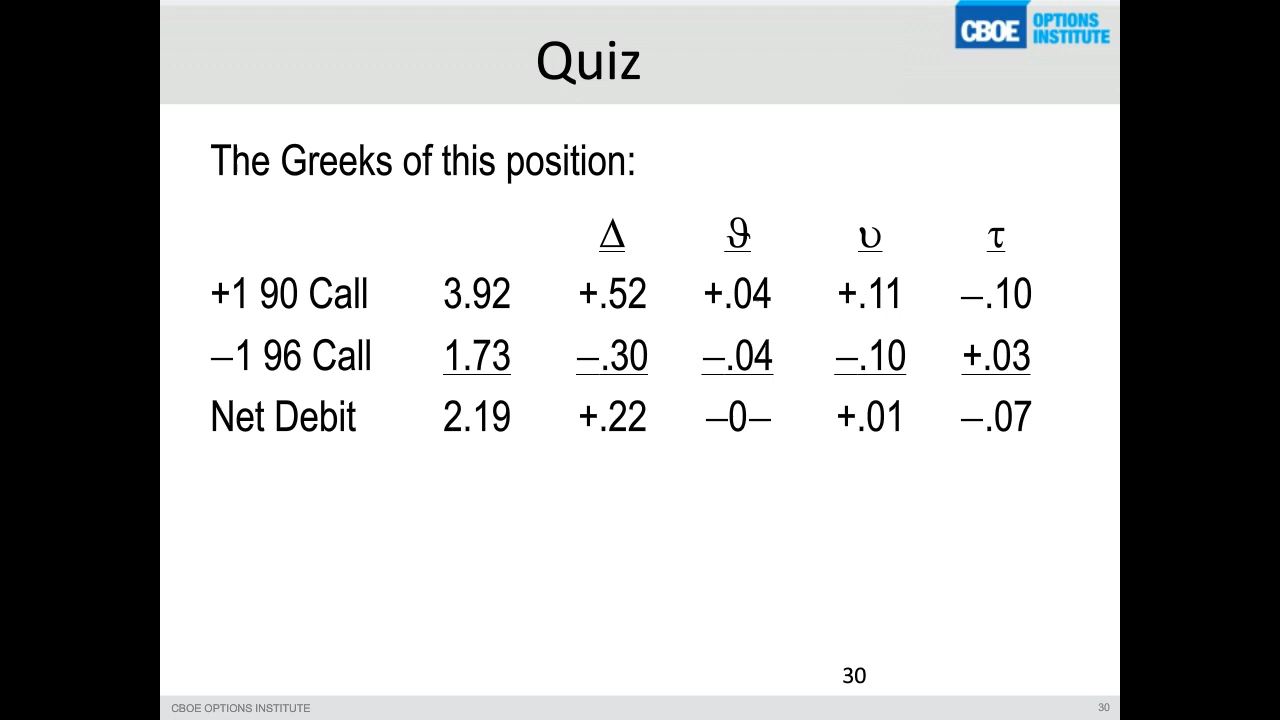 CBOE OPTIONS
INSTITUTE
Quiz
The Greeks of this position:
Δ ϑ υ τ
+1 90 Call 3.92 +.52 +.04 +.11 –.10
–1 96 Call 1.73 –.30 –.04 –.10 +.03
Net Debit 2.19 +.22 –0– +.01 –.07
30
CBOE OPTIONS INSTITUTE 30